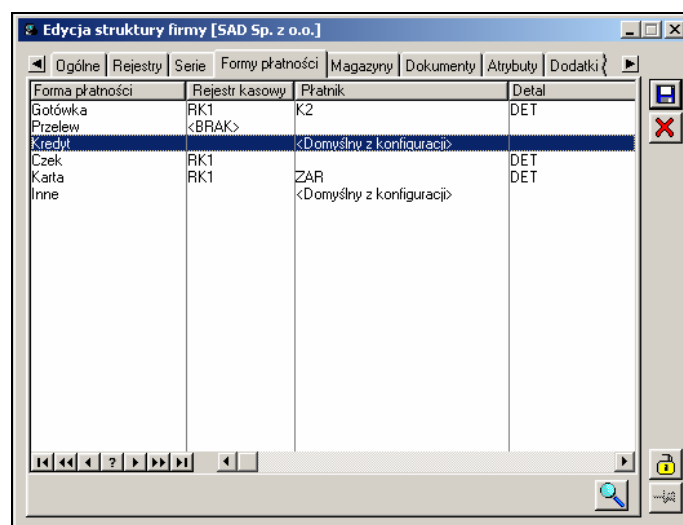 Edycja struktury firmy [SAD Sp. z o.o.]
Ogólne Rejestry Serie Formy płatności Magazyny Dokumenty Atrybuty Dodatki
Forma płatności Rejestr kasowy Płatnik Detal
Gotówka RK1 K2 DET
Przelew <BRAK>
Kredyt <Domyślny z konfiguracji>
Czek RK1 DET
Karta RK1 ZAR DET
Inne <Domyślny z konfiguracji>
?